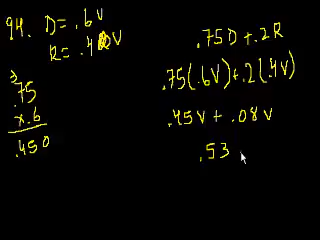 94. D = .6V
R = .4V
.75
x .6
.450
.75D + .2R
.75(.6V) + .2(.4V)
.45V + .08V
.53